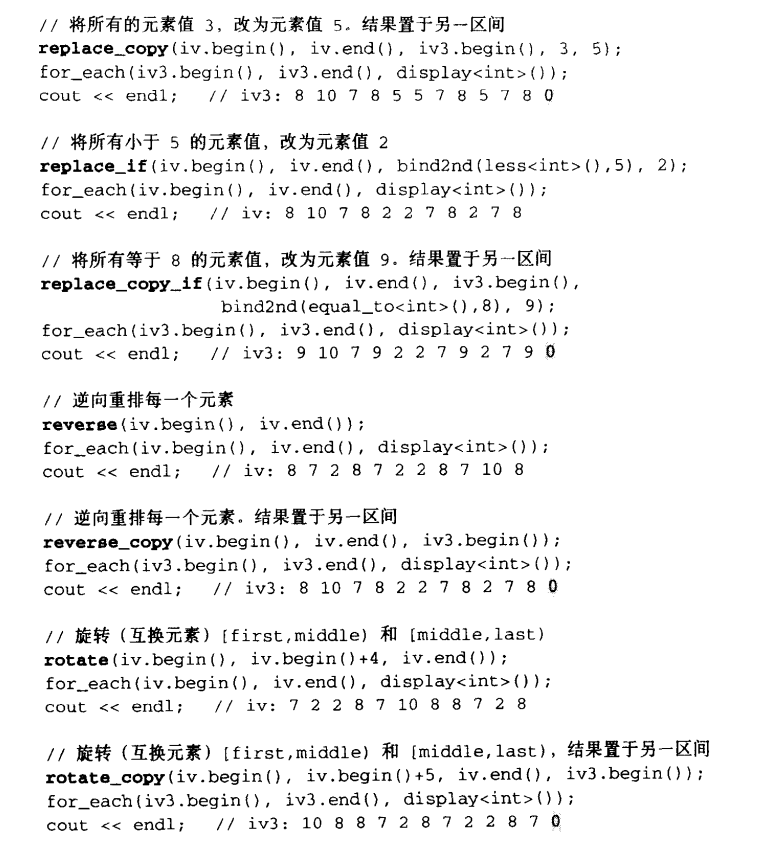 // 将所有的元素值 3, 改为元素值 5。结果置于另一区间
replace_copy(iv.begin(), iv.end(), iv3.begin(), 3, 5);
for_each(iv3.begin(), iv3.end(), display<int>());
cout << endl;   // iv3: 8 10 7 8 5 5 7 8 5 7 8 0
// 将所有小于 5 的元素值, 改为元素值 2
replace_if(iv.begin(), iv.end(), bind2nd(less<int>(),5), 2);
for_each(iv.begin(), iv.end(), display<int>());
cout << endl;   // iv: 8 10 7 8 2 2 7 8 2 7 8
// 将所有等于 8 的元素值, 改为元素值 9。结果置于另一区间
replace_copy_if(iv.begin(), iv.end(), iv3.begin(),
bind2nd(equal_to<int>(),8), 9);
for_each(iv3.begin(), iv3.end(), display<int>());
cout << endl;   // iv3: 9 10 7 9 2 2 7 9 2 7 9 0
// 逆向重排每一个元素
reverse(iv.begin(), iv.end());
for_each(iv.begin(), iv.end(), display<int>());
cout << endl;   // iv: 8 7 2 8 7 2 2 8 7 10 8
// 逆向重排每一个元素。结果置于另一区间
reverse_copy(iv.begin(), iv.end(), iv3.begin());
for_each(iv3.begin(), iv3.end(), display<int>());
cout << endl;   // iv3: 8 10 7 8 2 2 7 8 2 7 8 0
// 旋转 (互换元素) [first,middle) 和 [middle,last)
rotate(iv.begin(), iv.begin()+4, iv.end());
for_each(iv.begin(), iv.end(), display<int>());
cout << endl;   // iv: 7 2 2 8 7 10 8 8 7 2 8
// 旋转 (互换元素) [first,middle) 和 [middle,last), 结果置于另一区间
rotate_copy(iv.begin(), iv.begin()+5, iv.end(), iv3.begin());
for_each(iv3.begin(), iv3.end(), display<int>());
cout << endl;   // iv3: 10 8 8 7 2 8 7 2 2 8 7 0